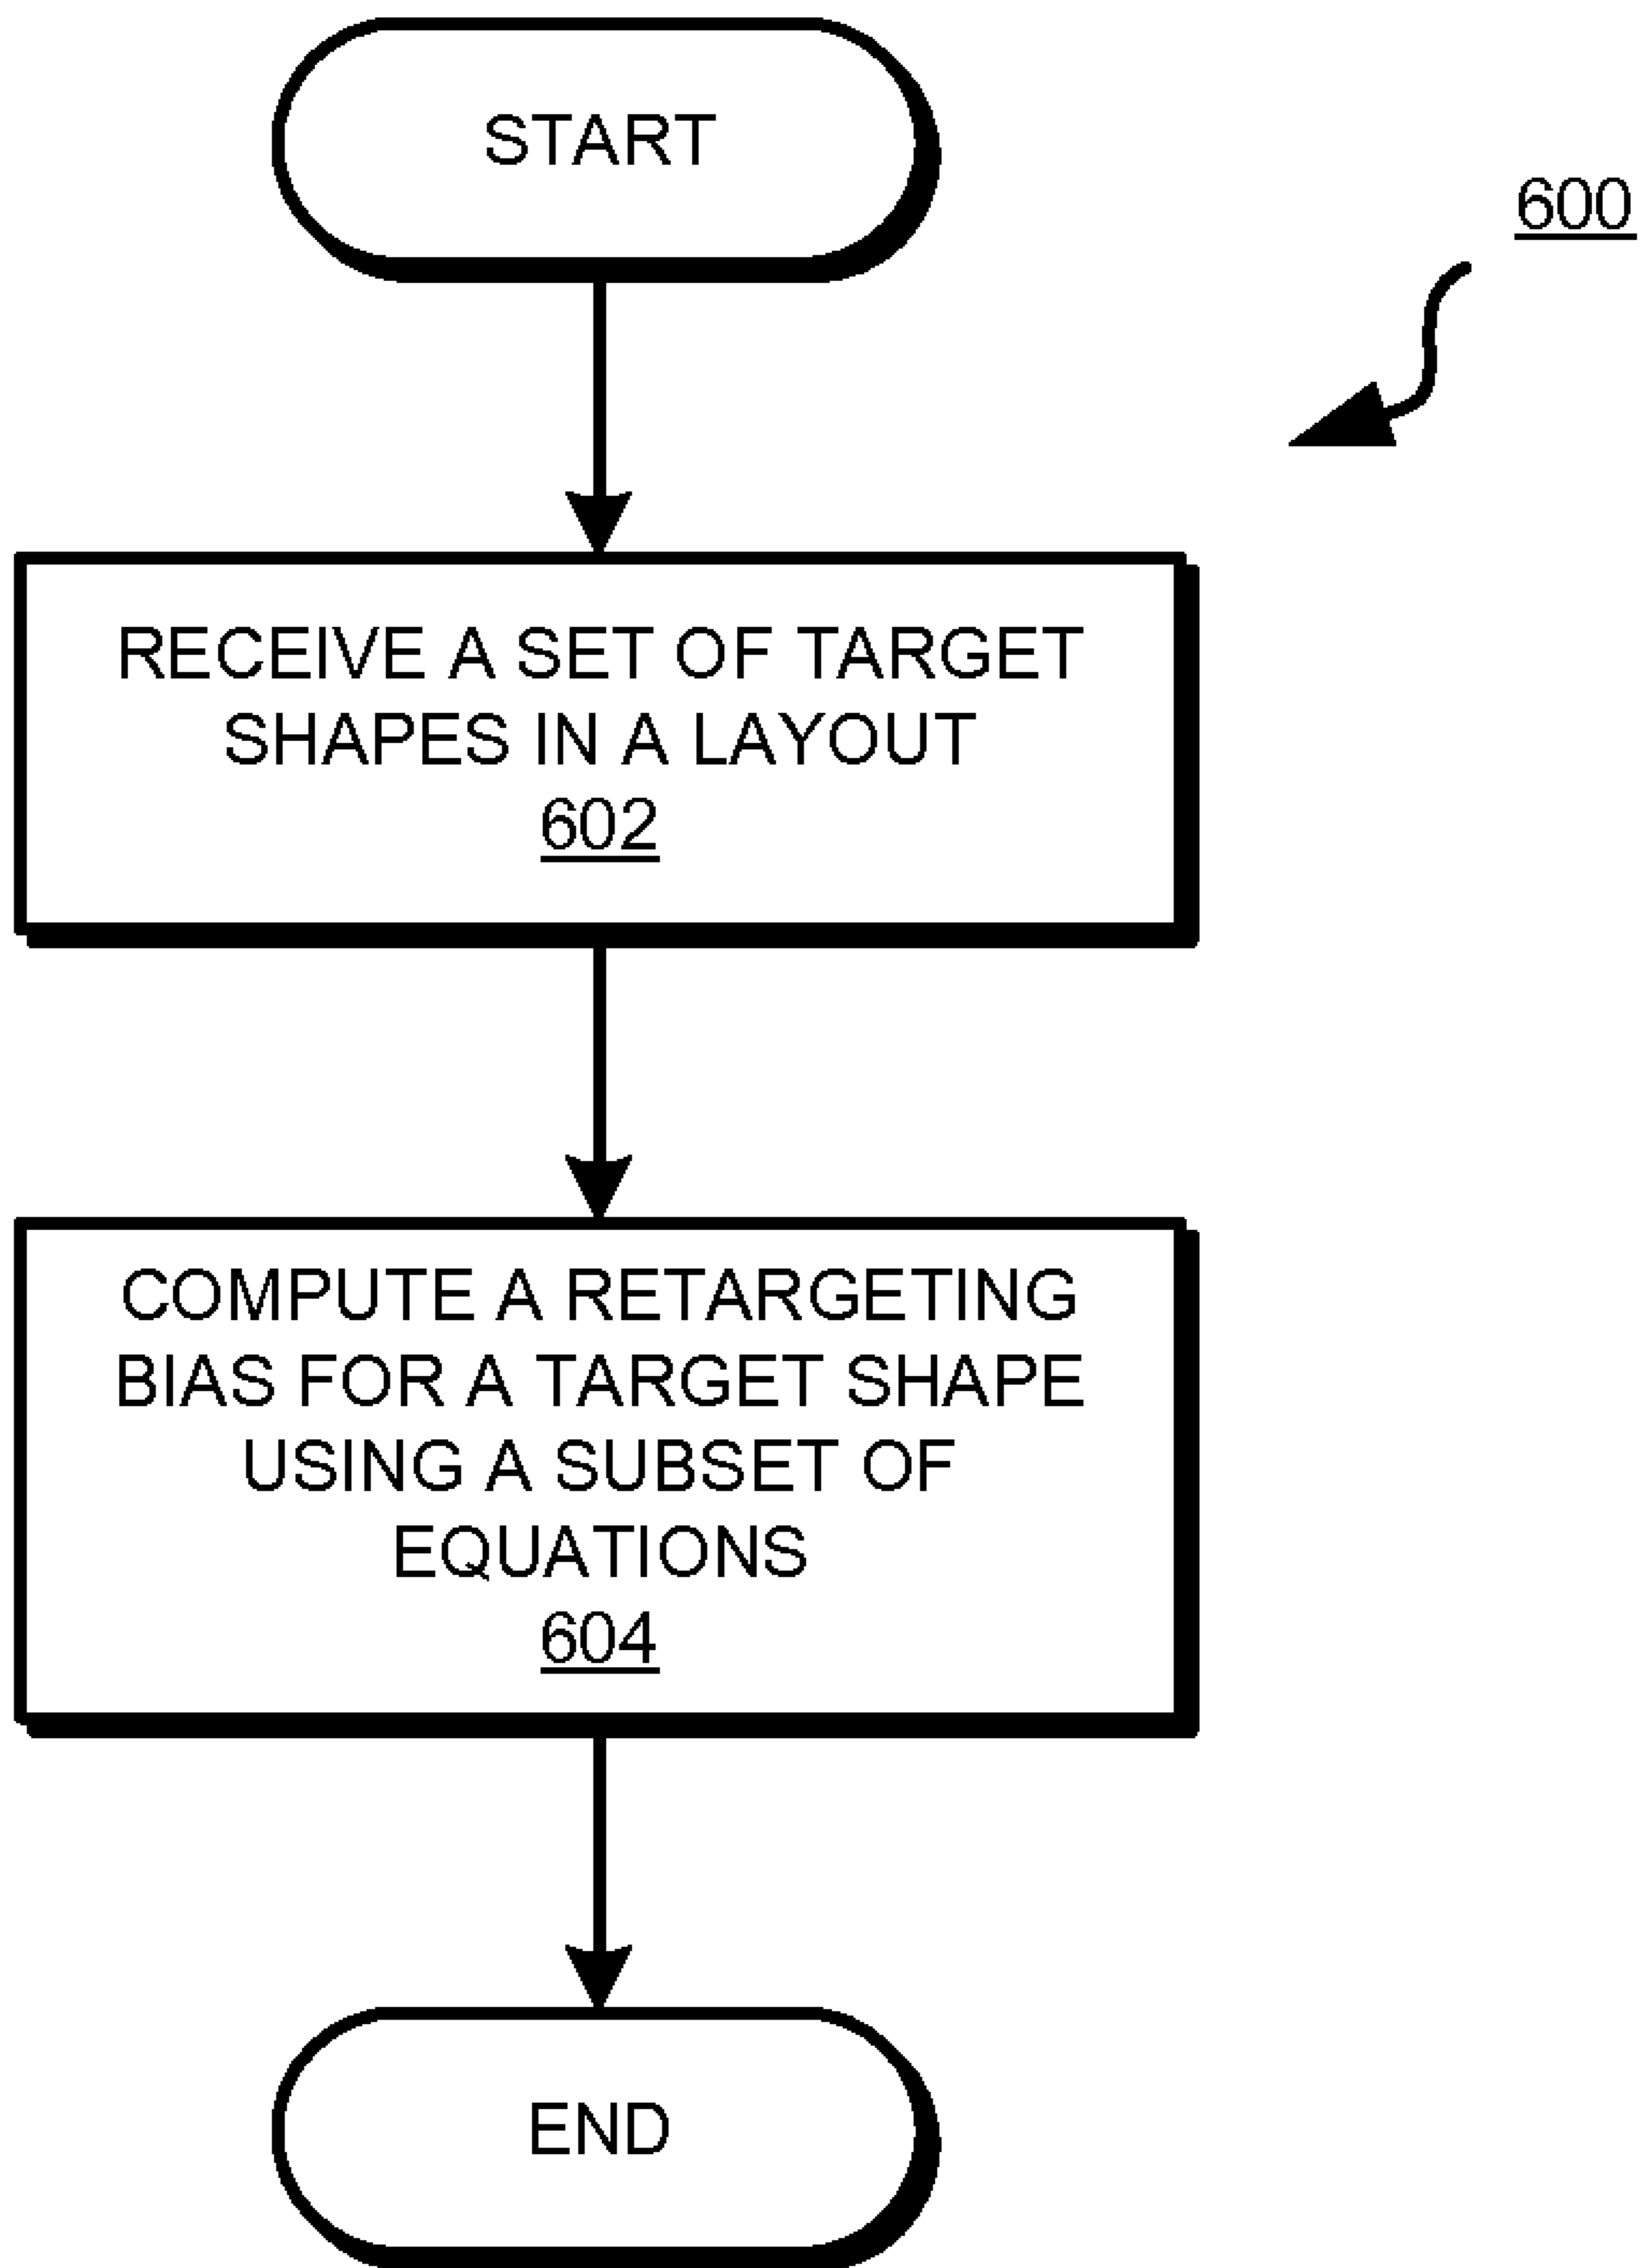 START
600
RECEIVE A SET OF TARGET
SHAPES IN A LAYOUT
602
COMPUTE A RETARGETING
BIAS FOR A TARGET SHAPE
USING A SUBSET OF
EQUATIONS
604
END